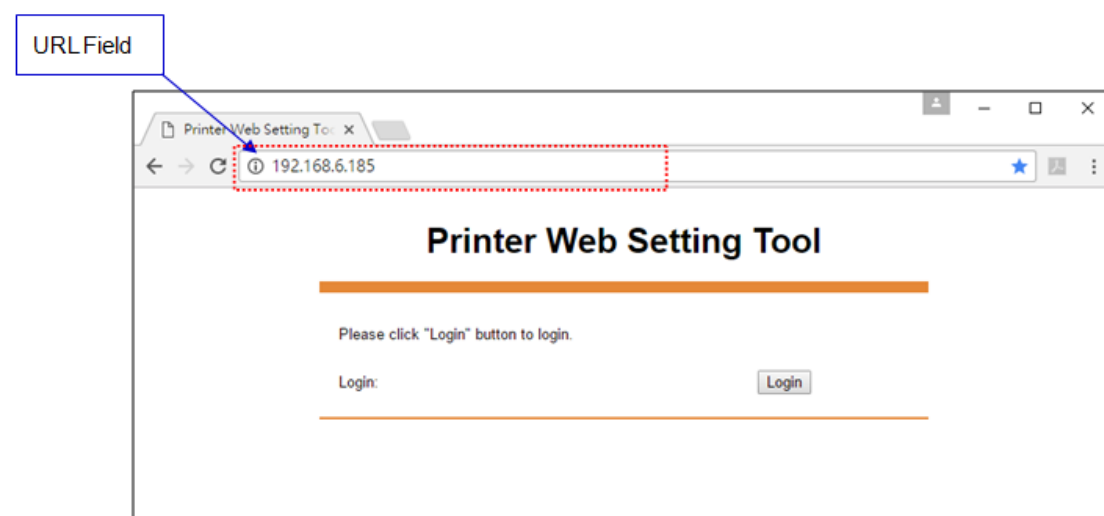 URL Field
Printer Web Setting Too
192.168.6.185
Printer Web Setting Tool
Please click "Login" button to login.
Login:
Login